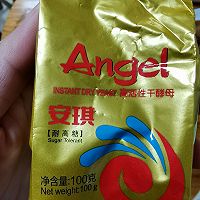 Angel
INSTANT DRY YEAST 高活性干酵母
安琪
【耐高糖】
Sugar Tolerant
净含量:100克
Net weight:100 g